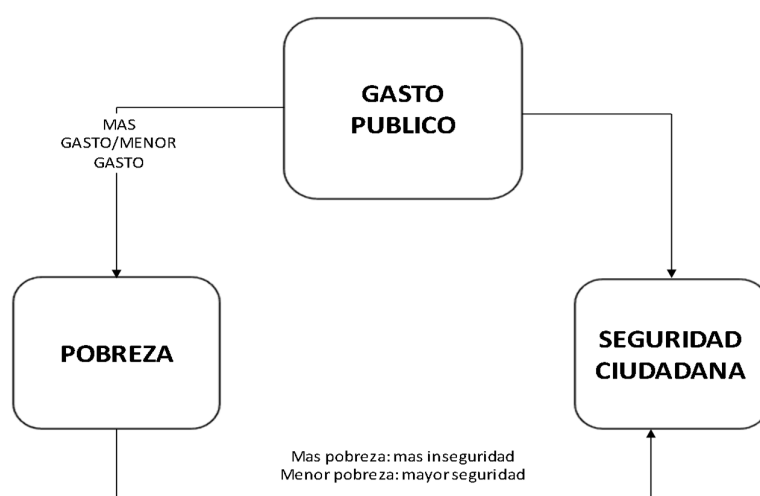 GASTO
PUBLICO
MAS
GASTO/MENOR
GASTO
POBREZA
SEGURIDAD
CIUDADANA
Mas pobreza: mas inseguridad
Menor pobreza: mayor seguridad